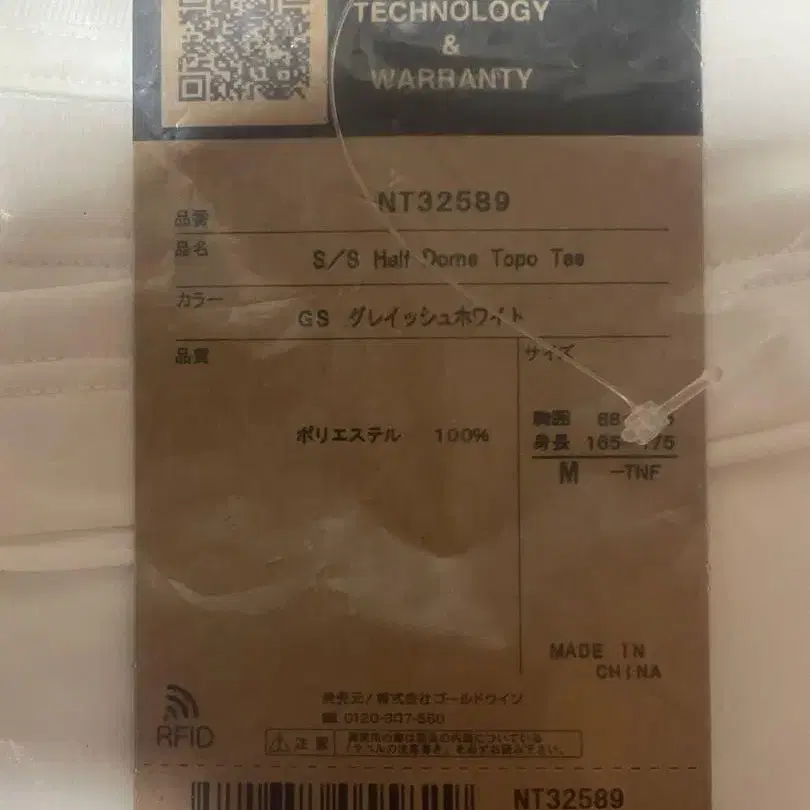 TECHNOLOGY
&
WARRANTY
品番 NT32589
品名 S/S Half Dome Topo Tee
カラー GS グレイッシュホワイト
品質 サイズ
胸囲
ポリエステル 100%
身長 165-175
M -TNF
MADE IN
CHINA
発売元/株式会社ゴールドウイン
RFID
注意
NT32589